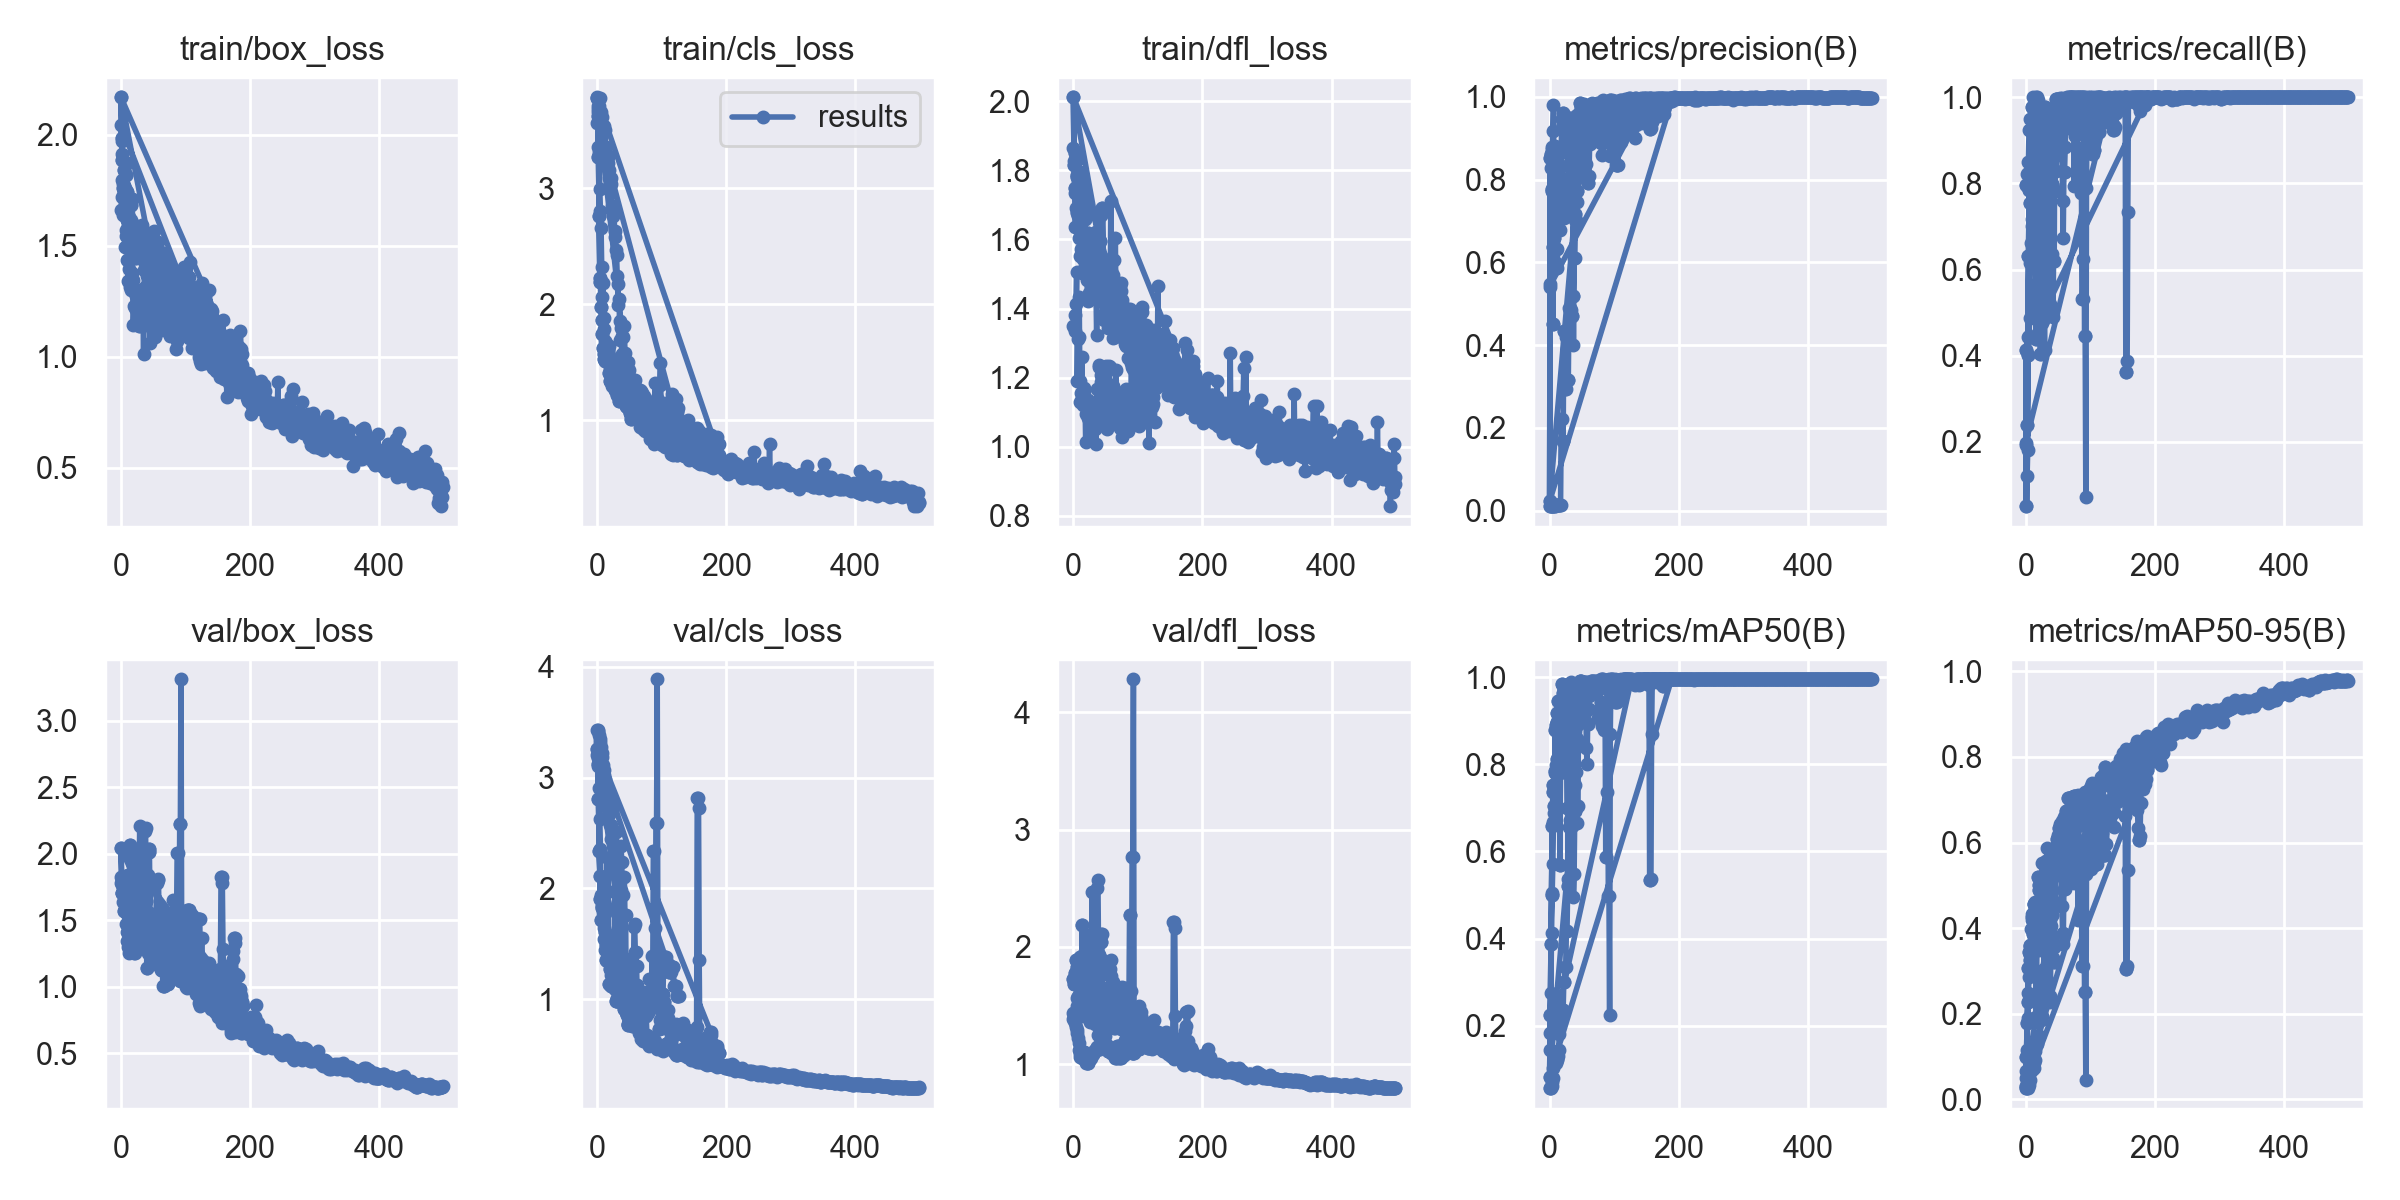 train/box_loss
2.0
1.5
1.0
0.5
0 200 400
train/cls_loss
results
3
2
1
0 200 400
train/dfl_loss
2.0
1.8
1.6
1.4
1.2
1.0
0.8
0 200 400
metrics/precision(B)
1.0
0.8
0.6
0.4
0.2
0.0
0 200 400
metrics/recall(B)
1.0
0.8
0.6
0.4
0.2
0 200 400
val/box_loss
3.0
2.5
2.0
1.5
1.0
0.5
0 200 400
val/cls_loss
4
3
2
1
0 200 400
val/dfl_loss
4
3
2
1
0 200 400
metrics/mAP50(B)
1.0
0.8
0.6
0.4
0.2
0 200 400
metrics/mAP50-95(B)
1.0
0.8
0.6
0.4
0.2
0.0
0 200 400